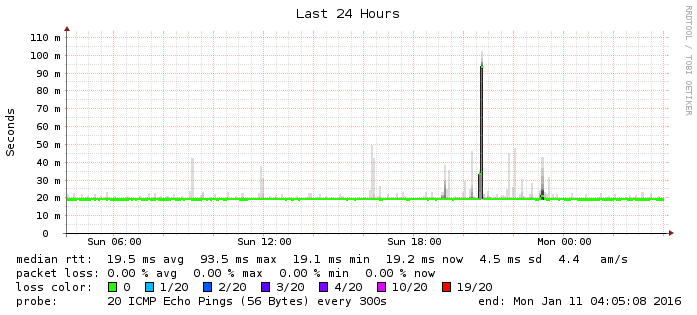 Last 24 Hours
RRDTOOL / TOBI OETIKER
Seconds
110 m
100 m
90 m
80 m
70 m
60 m
50 m
40 m
30 m
20 m
10 m
0
Sun 06:00 Sun 12:00 Sun 18:00 Mon 00:00
median rtt: 19.5 ms avg 93.5 ms max 19.1 ms min 19.2 ms now 4.5 ms sd 4.4 am/s
packet loss: 0.00 % avg 0.00 % max 0.00 % min 0.00 % now
loss color: 0 1/20 2/20 3/20 4/20 10/20 19/20
probe: 20 ICMP Echo Pings (56 Bytes) every 300s end: Mon Jan 11 04:05:08 2016